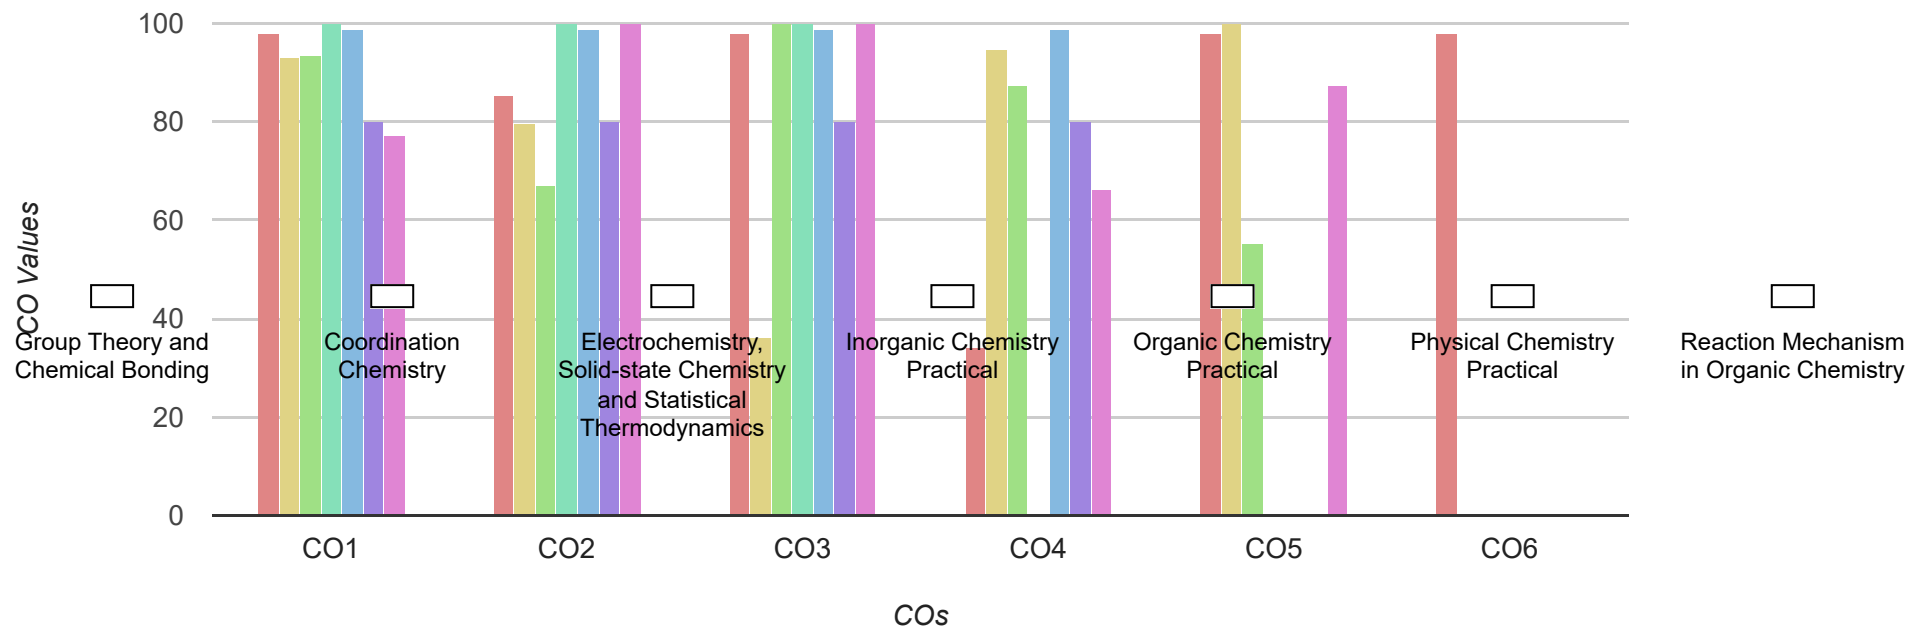 100
80
60
40
20
0
CO Values
Group Theory and
Chemical Bonding
Coordination
Chemistry
Electrochemistry,
Solid-state Chemistry
and Statistical
Thermodynamics
Inorganic Chemistry
Practical
Organic Chemistry
Practical
Physical Chemistry
Practical
Reaction Mechanism
in Organic Chemistry
CO1 CO2 CO3 CO4 CO5 CO6
COs